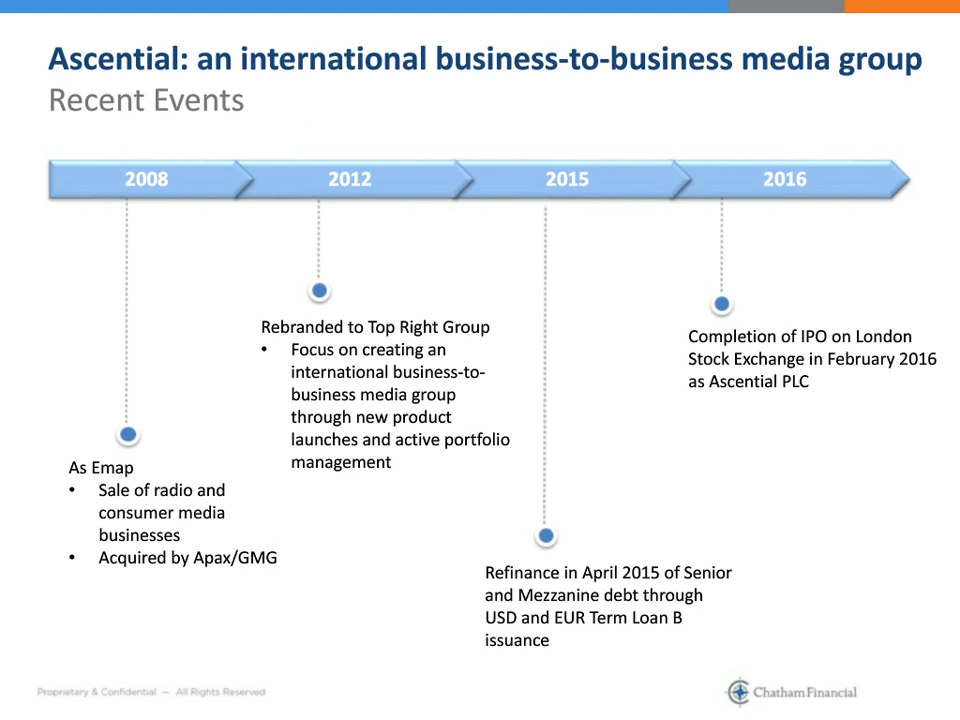 Ascential: an international business-to-business media group
Recent Events
2008
2012
2015
2016
As Emap
• Sale of radio and
consumer media
businesses
• Acquired by Apax/GMG
Rebranded to Top Right Group
• Focus on creating an
international business-to-
business media group
through new product
launches and active portfolio
management
Refinance in April 2015 of Senior
and Mezzanine debt through
USD and EUR Term Loan B
issuance
Completion of IPO on London
Stock Exchange in February 2016
as Ascential PLC
Proprietary & Confidential — All Rights Reserved
Chatham Financial